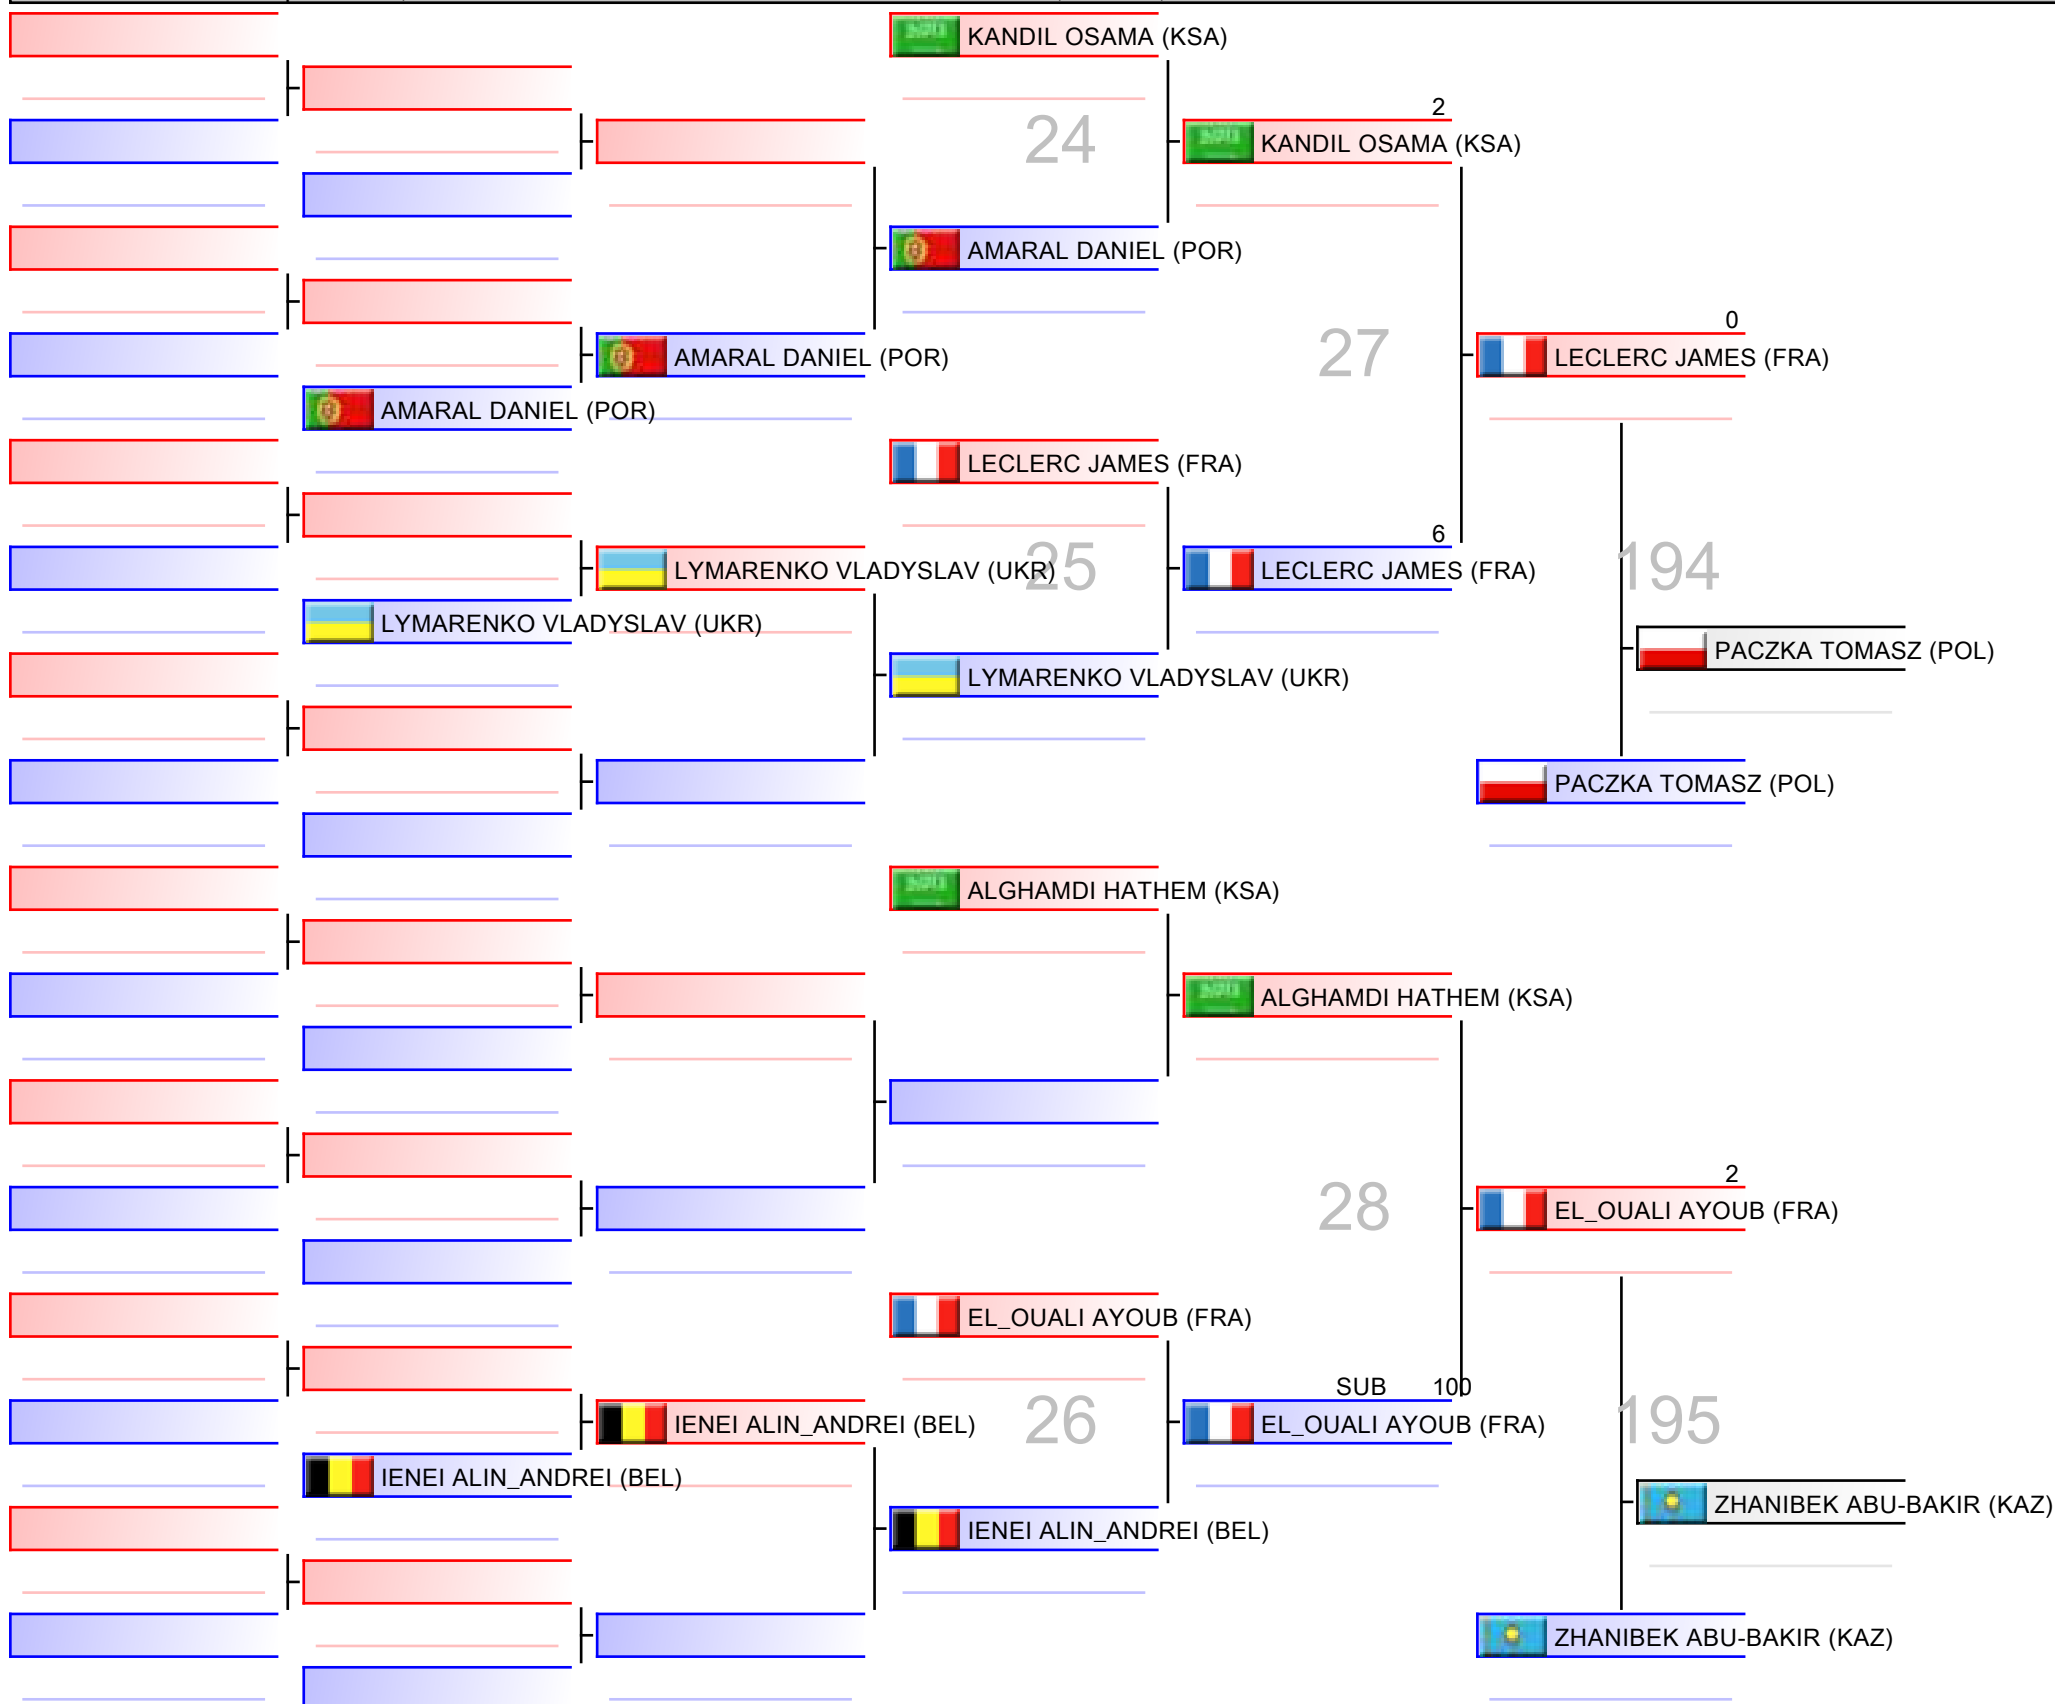 KANDIL OSAMA (KSA)
2
24
KANDIL OSAMA (KSA)
AMARAL DANIEL (POR)
0
27
AMARAL DANIEL (POR)
LECLERC JAMES (FRA)
AMARAL DANIEL (POR)
LECLERC JAMES (FRA)
6
LYMARENKO VLADYSLAV (UKR)
25
LECLERC JAMES (FRA)
194
LYMARENKO VLADYSLAV (UKR)
PACZKA TOMASZ (POL)
LYMARENKO VLADYSLAV (UKR)
PACZKA TOMASZ (POL)
ALGHAMDI HATHEM (KSA)
ALGHAMDI HATHEM (KSA)
2
28
EL_OUALI AYOUB (FRA)
EL_OUALI AYOUB (FRA)
SUB 100
IENEI ALIN_ANDREI (BEL)
26
EL_OUALI AYOUB (FRA)
195
IENEI ALIN_ANDREI (BEL)
ZHANIBEK ABU-BAKIR (KAZ)
IENEI ALIN_ANDREI (BEL)
ZHANIBEK ABU-BAKIR (KAZ)